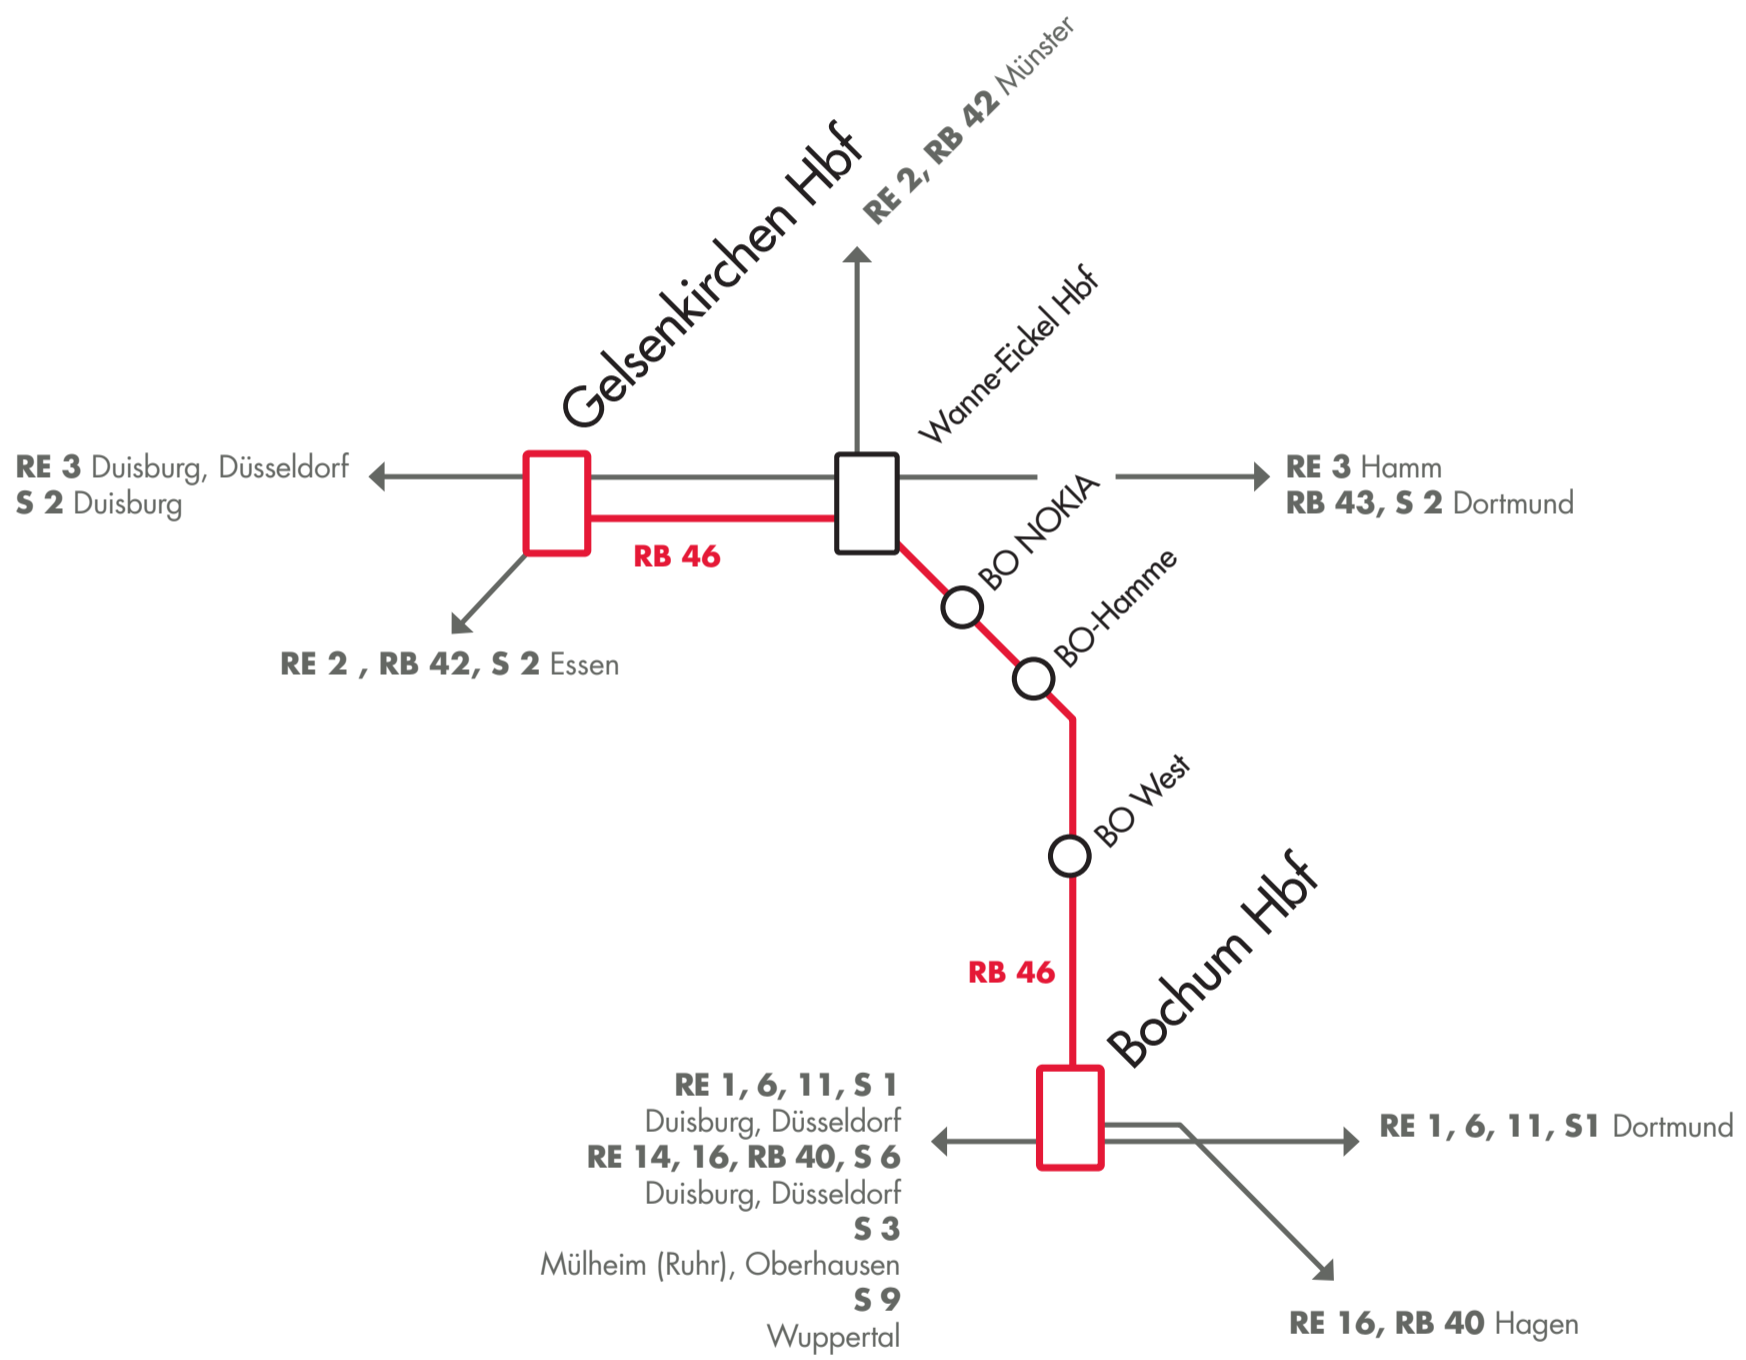 RE 2, RB 42 Münster
Gelsenkirchen Hbf
Wanne-Eickel Hbf
RE 3 Duisburg, Düsseldorf
S 2 Duisburg
RE 3 Hamm
RB 43, S 2 Dortmund
BO NOKIA
RB 46
BO-Hamme
RE 2 , RB 42, S 2 Essen
BO West
Bochum Hbf
RB 46
RE 1, 6, 11, S 1
Duisburg, Düsseldorf
RE 14, 16, RB 40, S 6
Duisburg, Düsseldorf
S 3
Mülheim (Ruhr), Oberhausen
S 9
Wuppertal
RE 1, 6, 11, S1 Dortmund
RE 16, RB 40 Hagen